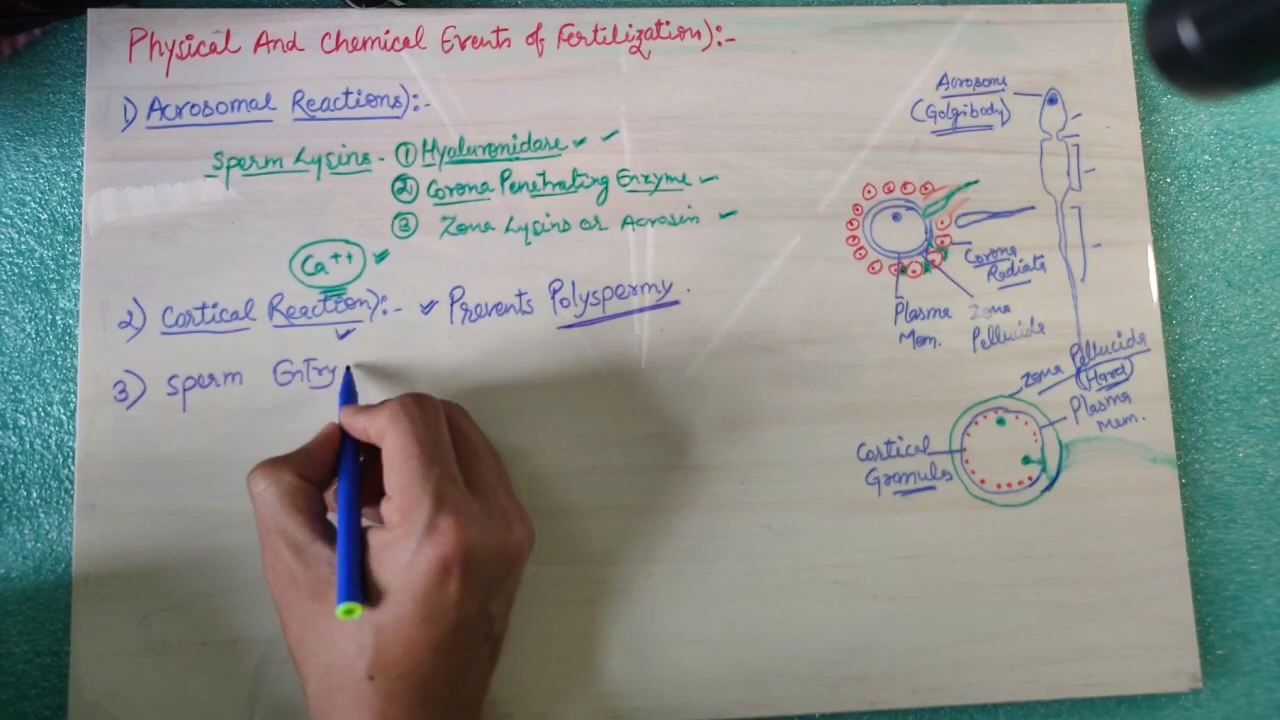 Physical And Chemical Events of Fertilization):-
1) Acrosomal Reactions):-
Sperm Lysins - ① Hyaluronidase
② Corona Penetrating Enzyme
③ Zona Lysins or Acrosin
Ca++
2) Cortical Reaction):- Prevents Polyspermy.
3) Sperm Entry
Acrosome
(Golgibody)
Corona
Radiata
Plasma
Mem.
Zona
Pellucida
Zona Pellucida
(Hard)
Plasma
Mem.
Cortical
Granules